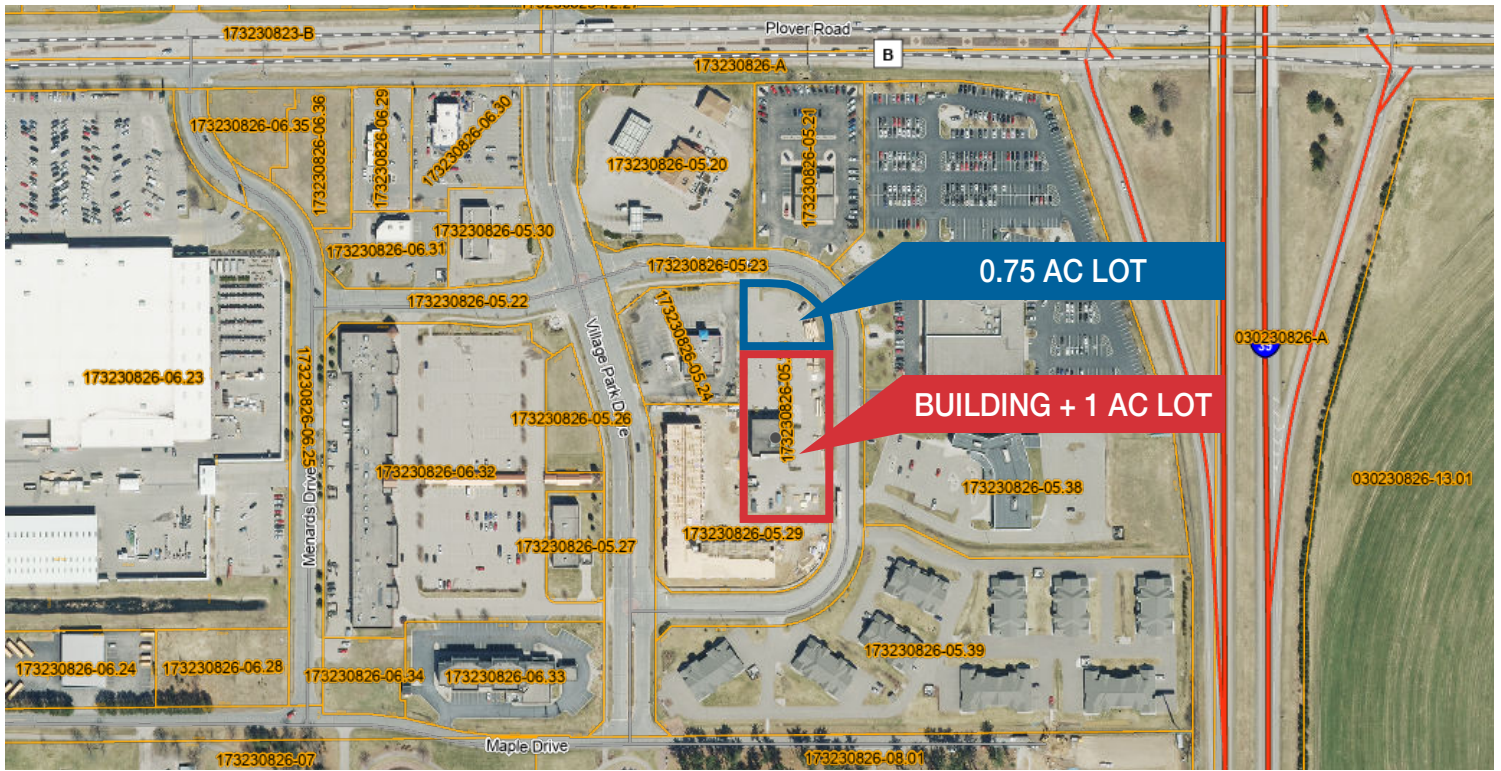 173230823-B
Plover Road
B
173230826-A
173230826-06.35
173230826-06.36
173230826-06.29
173230826-06.30
173230826-05.20
173230826-05.21
173230826-06.31
173230826-05.30
173230826-05.23
173230826-05.22
0.75 AC LOT
173230826-05.24
Village Park Drive
030230826-A
39
173230826-06.23
173230826-06.25
Menards Drive
173230826-05.26
173230826-05.
BUILDING + 1 AC LOT
173230826-06.32
173230826-05.38
030230826-13.01
173230826-05.27
173230826-05.29
173230826-05.39
173230826-06.24
173230826-06.28
173230826-06.34
173230826-06.33
Maple Drive
173230826-07
173230826-08.01